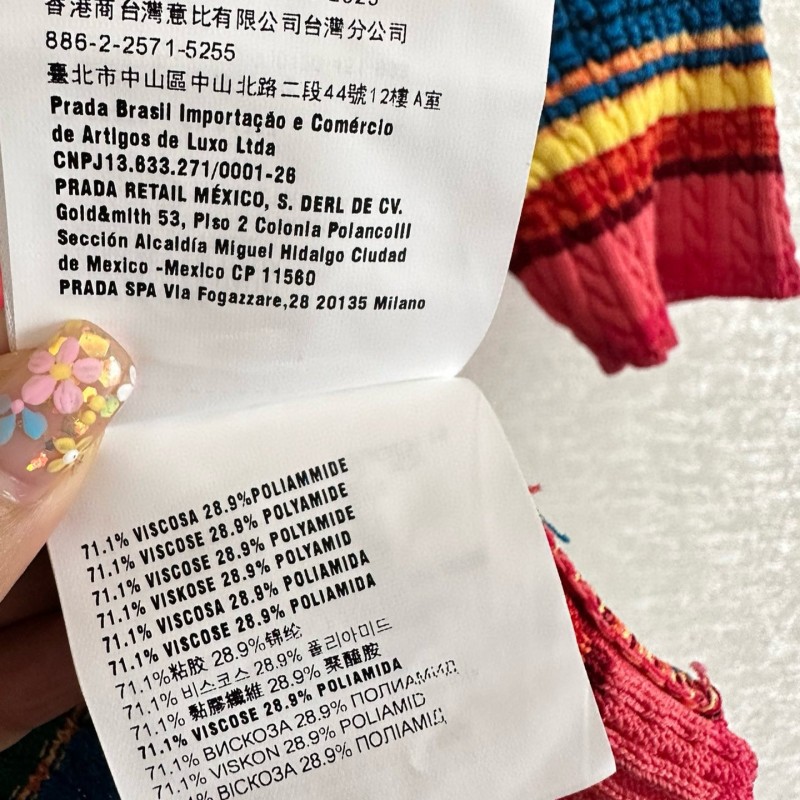 香港商台灣意比有限公司台灣分公司
886-2-2571-5255
臺北市中山區中山北路二段44號12樓A室
Prada Brasil Importação e Comércio
de Artigos de Luxo Ltda
CNPJ13.633.271/0001-26
PRADA RETAIL MÉXICO, S. DERL DE CV.
Gold&mith 53, Piso 2 Colonia Polancolll
Sección Alcaldía Miguel Hidalgo Ciudad
de Mexico -Mexico CP 11560
PRADA SPA Via Fogazzare,28 20135 Milano
71.1% VISCOSA 28.9%POLIAMMIDE
71.1% VISCOSE 28.9% POLYAMIDE
71.1% VISCOSE 28.9% POLYAMIDE
71.1% VISKOSE 28.9% POLYAMID
71.1% VISCOSA 28.9% POLIAMIDA
71.1% VISCOSE 28.9% POLIAMIDA
71.1%粘胶 28.9%锦纶
71.1% 비스코스 28.9% 폴리아미드
71.1% 黏膠纖維 28.9% 聚醯胺
71.1% VISCOSE 28.9% POLIAMIDA
71.1% ВИСКОЗА 28.9% ПОЛИАМИД
71.1% VISKON 28.9% POLIAMID
71.1% ВІСКОЗА 28.9% ПОЛІАМІД